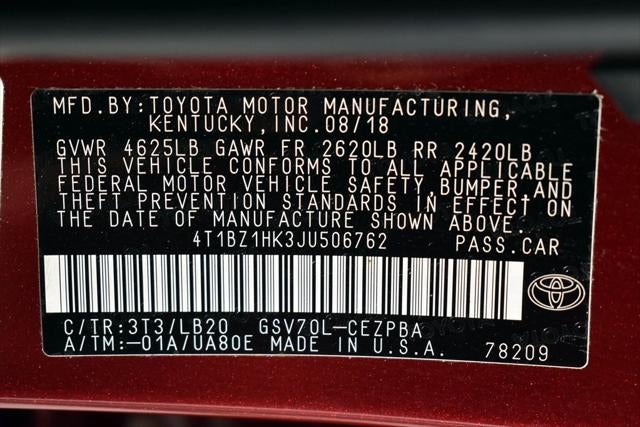 MFD.BY:TOYOTA MOTOR MANUFACTURING,
KENTUCKY,INC.08/18
GVWR 4625LB GAWR FR 2620LB RR 2420LB
THIS VEHICLE CONFORMS TO ALL APPLICABLE
FEDERAL MOTOR VEHICLE SAFETY,BUMPER,AND
THEFT PREVENTION STANDARDS IN EFFECT ON
THE DATE OF MANUFACTURE SHOWN ABOVE.
4T1BZ1HK3JU506762 PASS.CAR
C/TR:3T3/LB20 GSV70L-CEZPBA
A/TM:-01A/UA80E MADE IN U.S.A. 78209